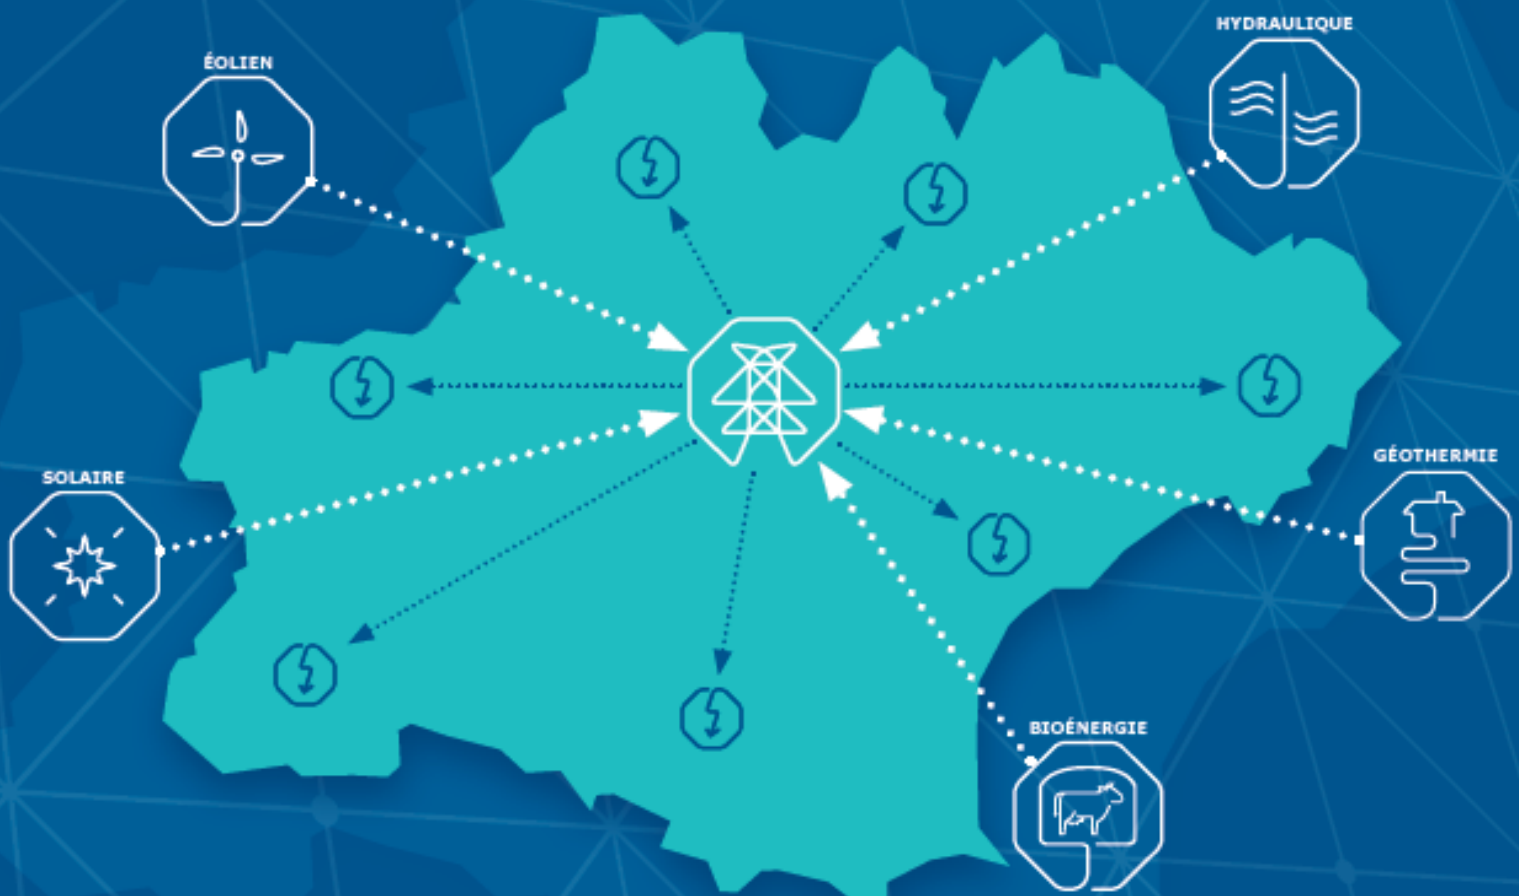 HYDRAULIQUE
ÉOLIEN
GÉOTHERMIE
SOLAIRE
BIOÉNERGIE